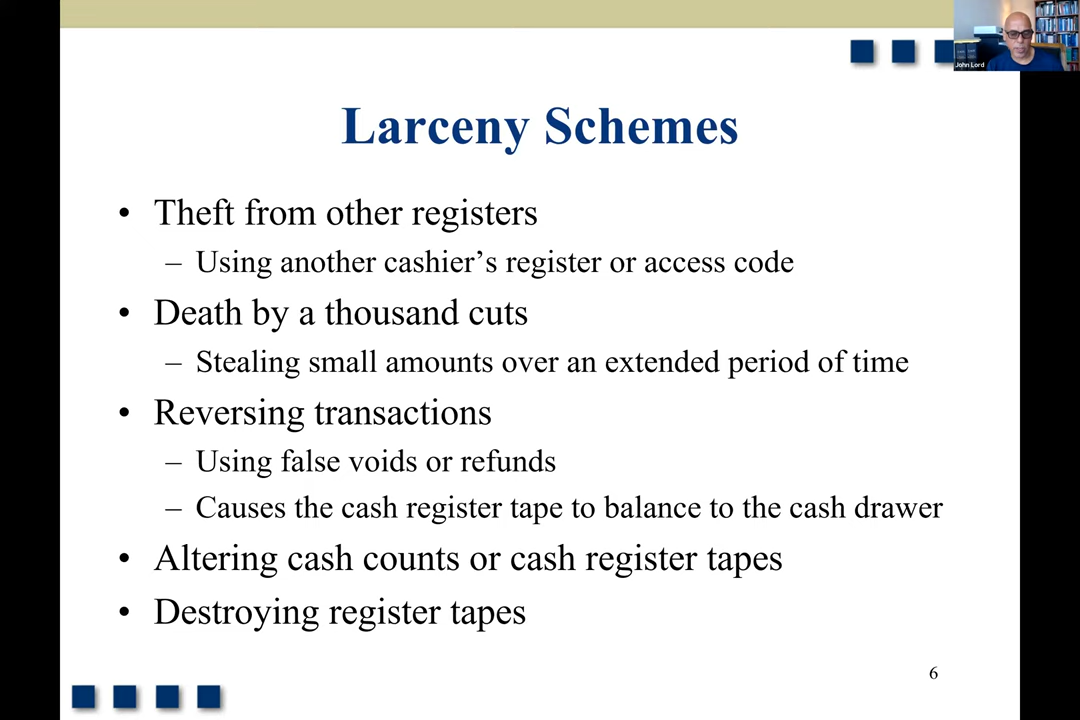 John Lord
Larceny Schemes
• Theft from other registers
– Using another cashier’s register or access code
• Death by a thousand cuts
– Stealing small amounts over an extended period of time
• Reversing transactions
– Using false voids or refunds
– Causes the cash register tape to balance to the cash drawer
• Altering cash counts or cash register tapes
• Destroying register tapes
6